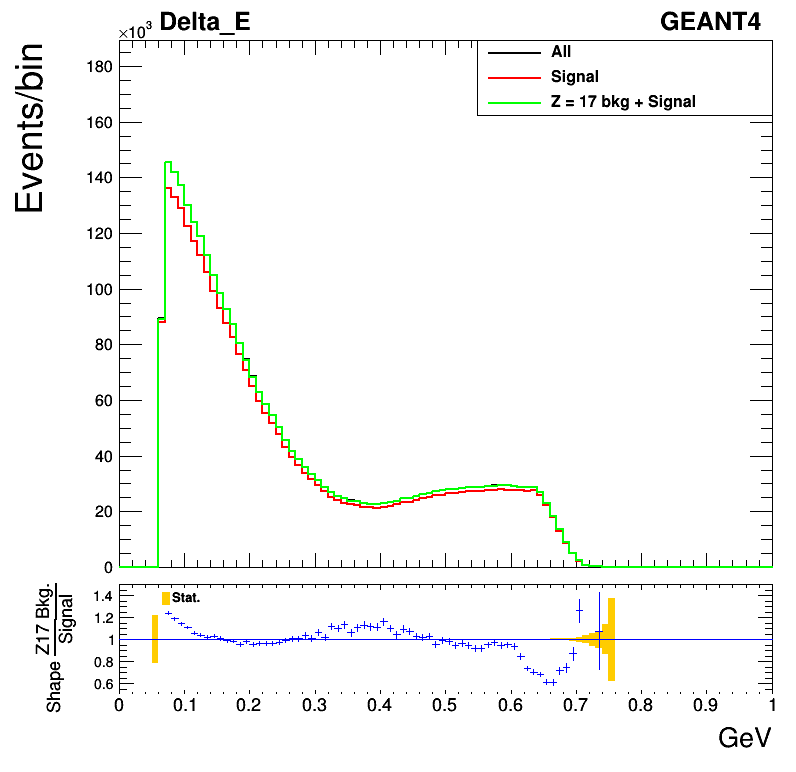 ×10³ Delta_E GEANT4
Events/bin
All
Signal
Z = 17 bkg + Signal
180
160
140
120
100
80
60
40
20
0
Shape Z17 Bkg. / Signal
Stat.
1.4
1.2
1
0.8
0.6
0 0.1 0.2 0.3 0.4 0.5 0.6 0.7 0.8 0.9 1
GeV